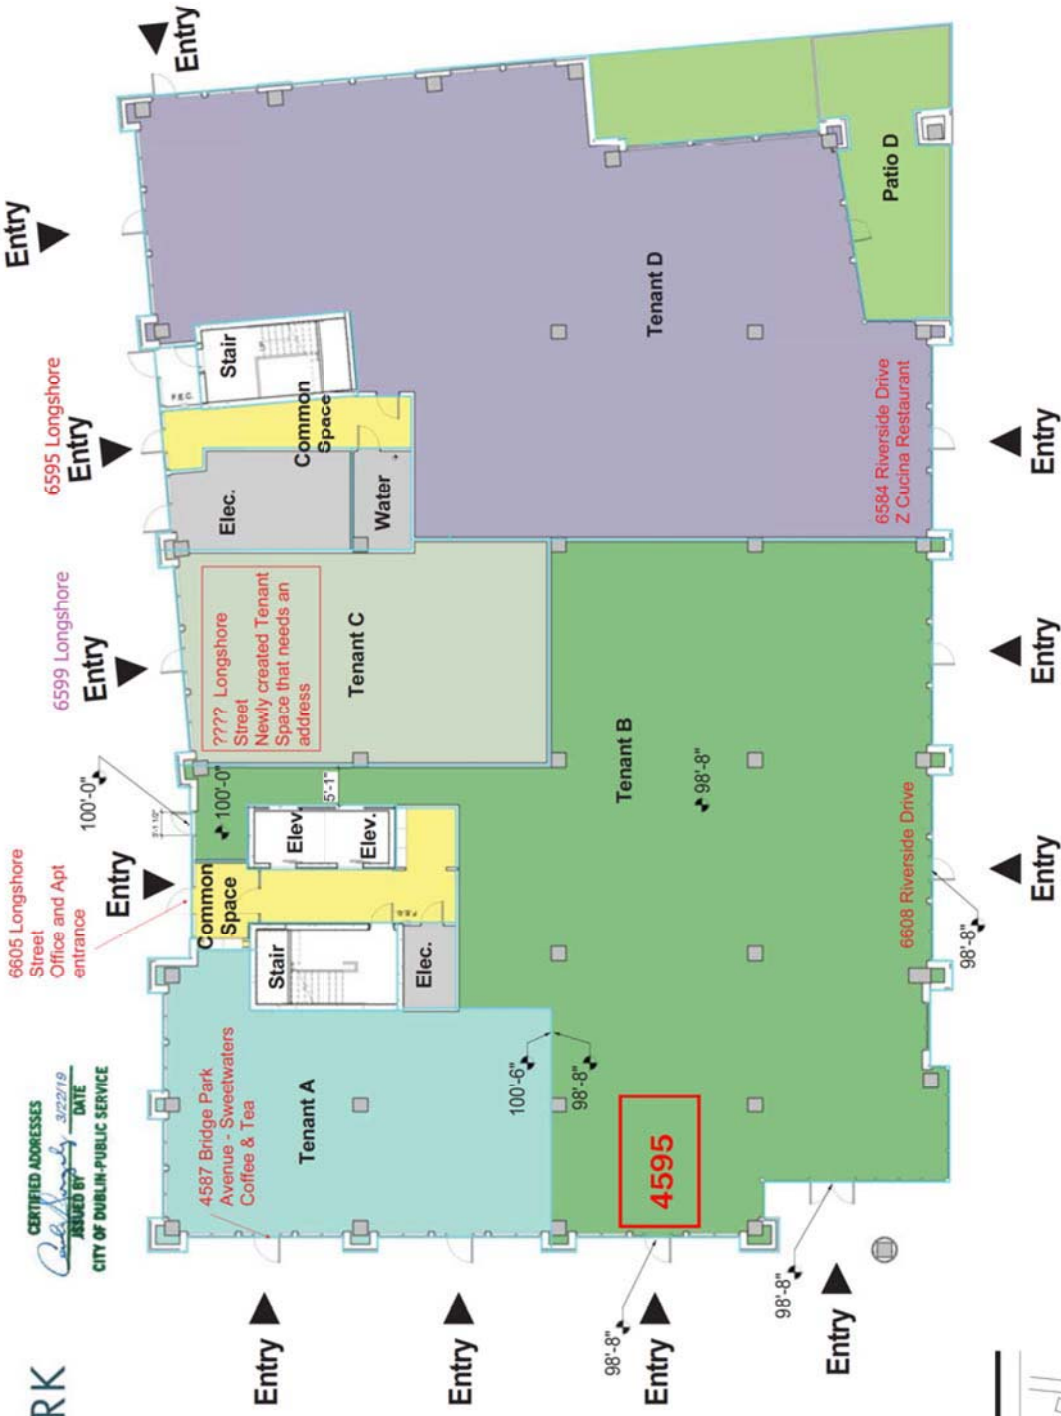 RK
CERTIFIED ADDRESSES
3/22/19
ISSUED BY DATE
CITY OF DUBLIN-PUBLIC SERVICE
6605 Longshore
Street
Office and Apt
entrance
Entry
100'-0"
3'-1 1/2"
6599 Longshore
Entry
6595 Longshore
Entry
Entry
Entry
4587 Bridge Park
Avenue - Sweetwaters
Coffee & Tea
Tenant A
Common
Space
Stair
Elec.
F.E.C.
Elev.
Elev.
100'-0"
5'-1"
???? Longshore
Street
Newly created Tenant
Space that needs an
address
Tenant C
Elec.
Water
Common
Space
F.E.C.
Stair
UP
Tenant D
Patio D
100'-6"
98'-8"
Tenant B
98'-8"
4595
6608 Riverside Drive
6584 Riverside Drive
Z Cucina Restaurant
Entry
Entry
98'-8"
Entry
98'-8"
Entry
98'-8"
Entry
Entry
Entry